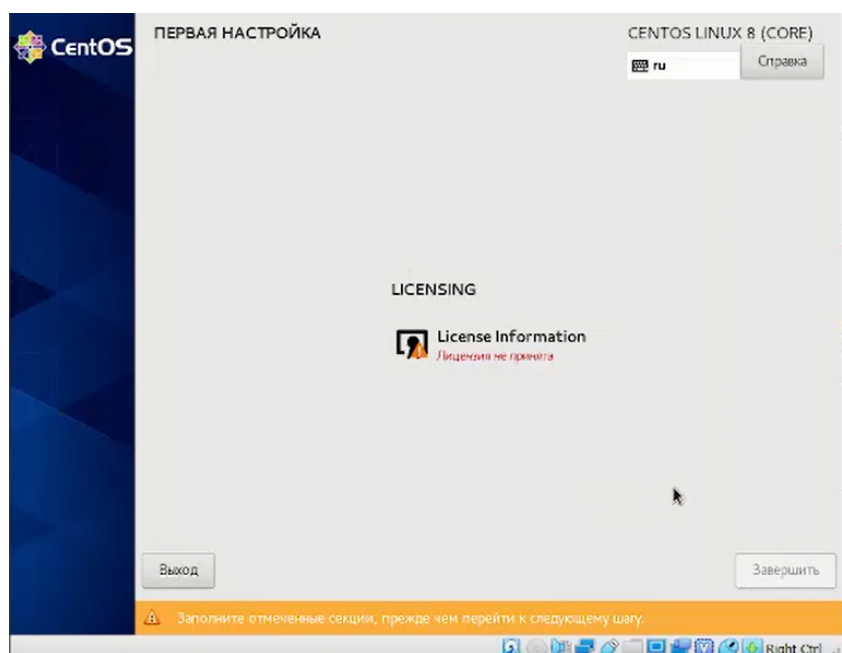 CentOS
ПЕРВАЯ НАСТРОЙКА
CENTOS LINUX 8 (CORE)
ru
Справка
LICENSING
License Information
Лицензия не принята
Выход
Завершить
Заполните отмеченные секции, прежде чем перейти к следующему шагу.
Right Ctrl